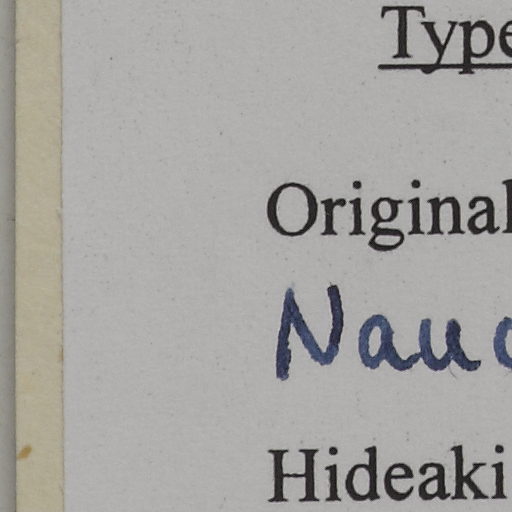 Type
Original
Nau
Hideaki